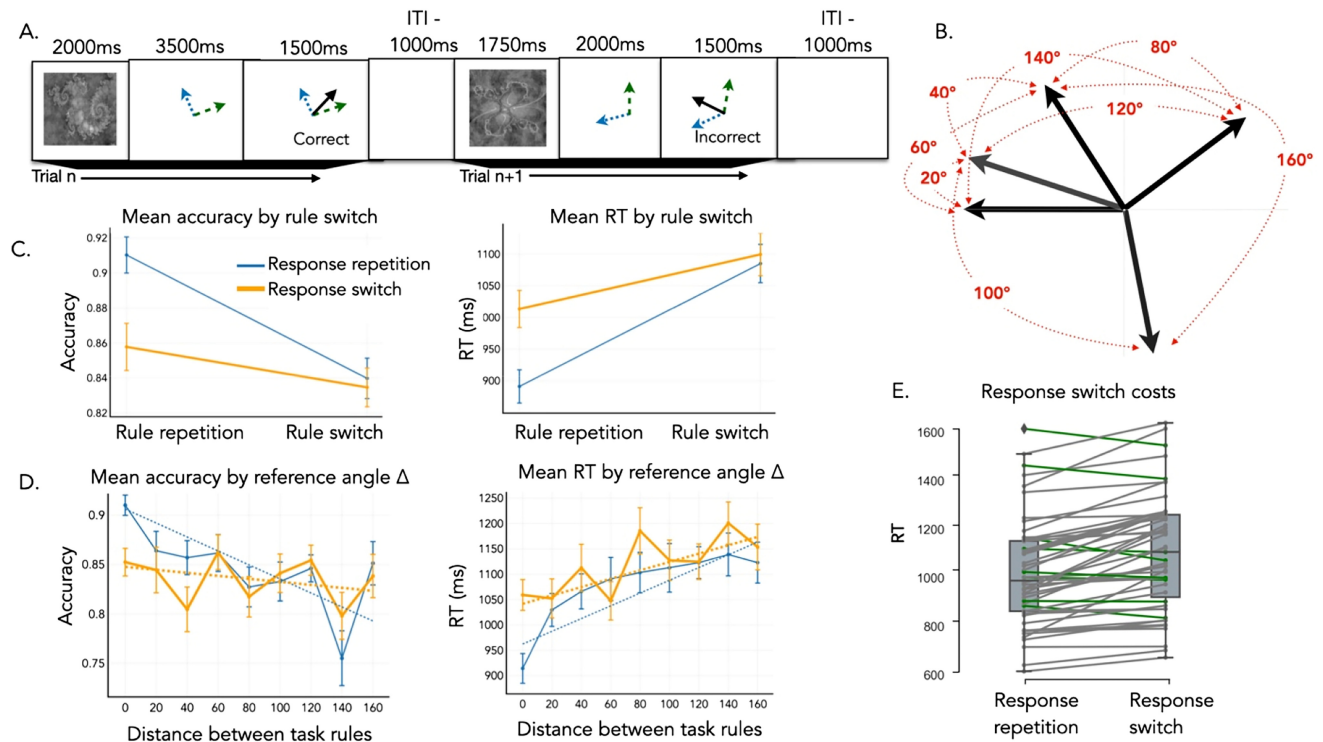 A.
ITI -
ITI -
2000ms 3500ms 1500ms 1000ms 1750ms 2000ms 1500ms 1000ms
Correct
Incorrect
Trial n
Trial n+1
B.
140°
80°
40°
120°
60°
160°
20°
100°
C.
Mean accuracy by rule switch
Accuracy
0.92
0.9
0.88
0.86
0.84
0.82
Response repetition
Response switch
Rule repetition Rule switch
Mean RT by rule switch
RT (ms)
1100
1050
000
950
900
Rule repetition Rule switch
D.
Mean accuracy by reference angle Δ
Accuracy
0.9
0.85
0.8
0.75
0 20 40 60 80 100 120 140 160
Distance between task rules
Mean RT by reference angle Δ
RT (ms)
1250
1200
1150
1100
1050
1000
950
900
0 20 40 60 80 100 120 140 160
Distance between task rules
E.
Response switch costs
RT
1600
1400
1200
1000
800
600
Response
repetition
Response
switch